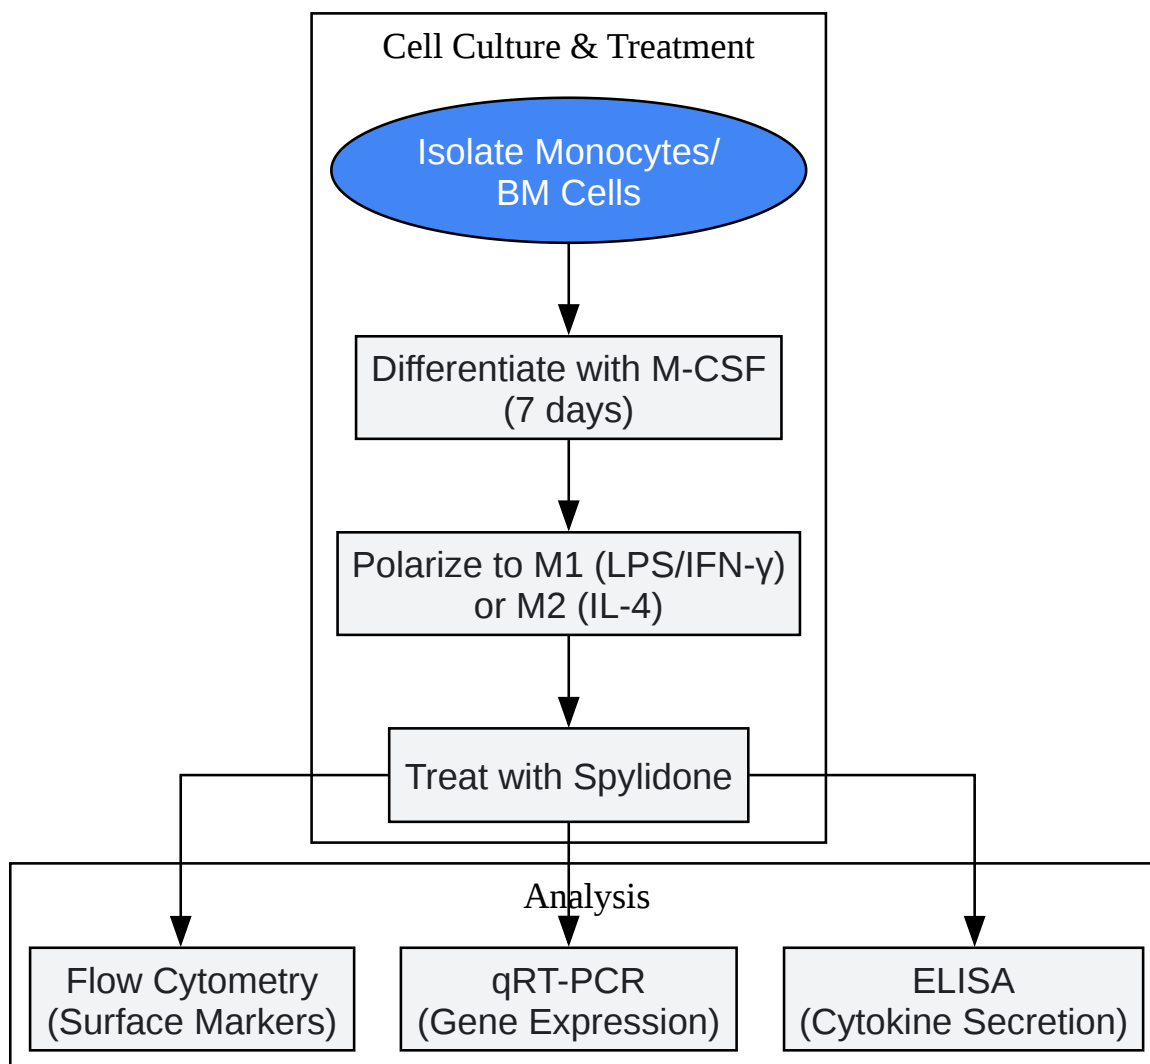 Cell Culture & Treatment
Isolate Monocytes/
BM Cells
Differentiate with M-CSF
(7 days)
Polarize to M1 (LPS/IFN-γ)
or M2 (IL-4)
Treat with Spylidone
Analysis
Flow Cytometry
(Surface Markers)
qRT-PCR
(Gene Expression)
ELISA
(Cytokine Secretion)